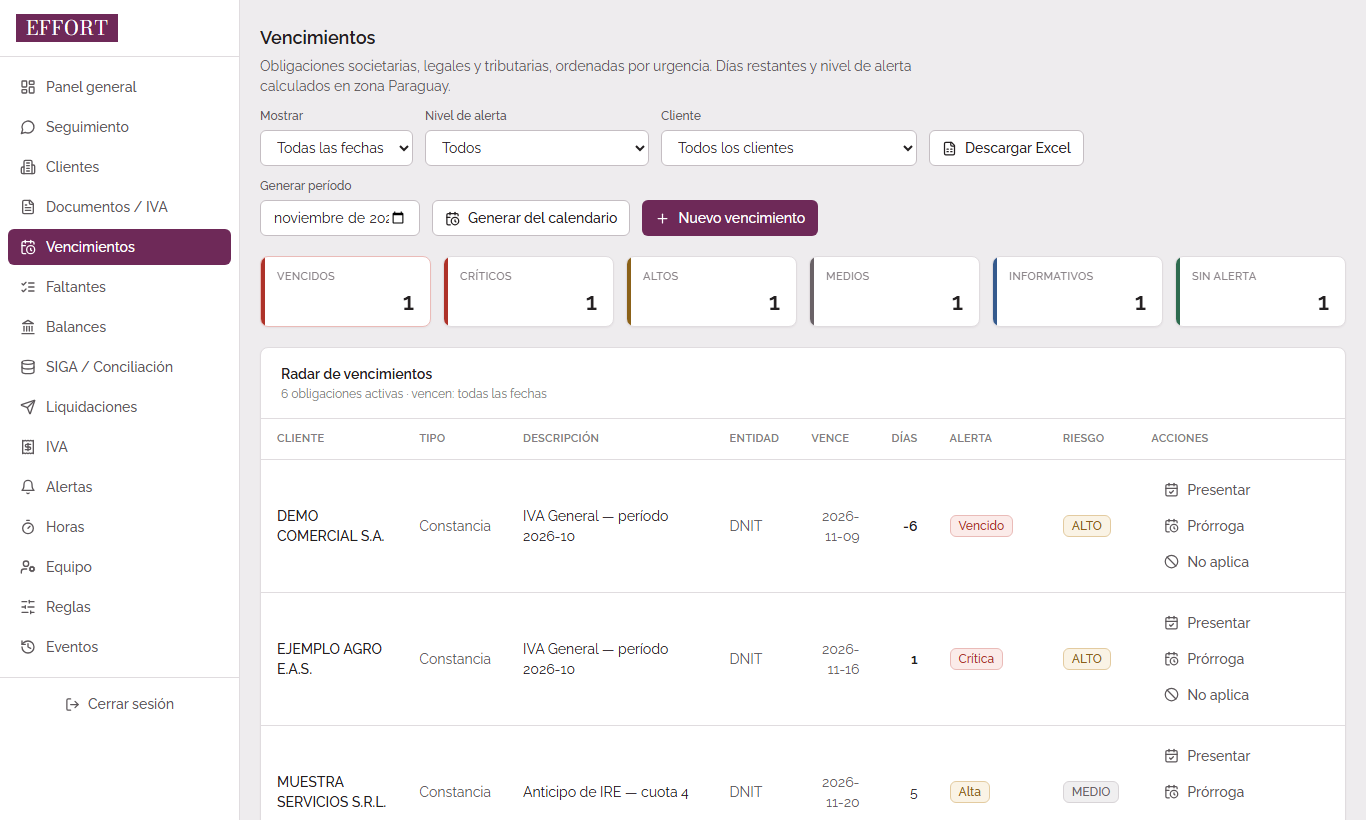 EFFORT
Panel general
Seguimiento
Clientes
Documentos / IVA
Vencimientos
Faltantes
Balances
SIGA / Conciliación
Liquidaciones
IVA
Alertas
Horas
Equipo
Reglas
Eventos
Cerrar sesión
Vencimientos
Obligaciones societarias, legales y tributarias, ordenadas por urgencia. Días restantes y nivel de alerta
calculados en zona Paraguay.
Mostrar Nivel de alerta Cliente
Todas las fechas Todos Todos los clientes Descargar Excel
Generar período
noviembre de 202 Generar del calendario + Nuevo vencimiento
VENCIDOS CRÍTICOS ALTOS MEDIOS INFORMATIVOS SIN ALERTA
1 1 1 1 1 1
Radar de vencimientos
6 obligaciones activas · vencen: todas las fechas
CLIENTE TIPO DESCRIPCIÓN ENTIDAD VENCE DÍAS ALERTA RIESGO ACCIONES
DEMO
COMERCIAL S.A.
Constancia
IVA General — período
2026-10
DNIT
2026-
11-09
-6
Vencido
ALTO
Presentar
Prórroga
No aplica
EJEMPLO AGRO
E.A.S.
Constancia
IVA General — período
2026-10
DNIT
2026-
11-16
1
Crítica
ALTO
Presentar
Prórroga
No aplica
MUESTRA
SERVICIOS S.R.L.
Constancia
Anticipo de IRE — cuota 4
DNIT
2026-
11-20
5
Alta
MEDIO
Presentar
Prórroga